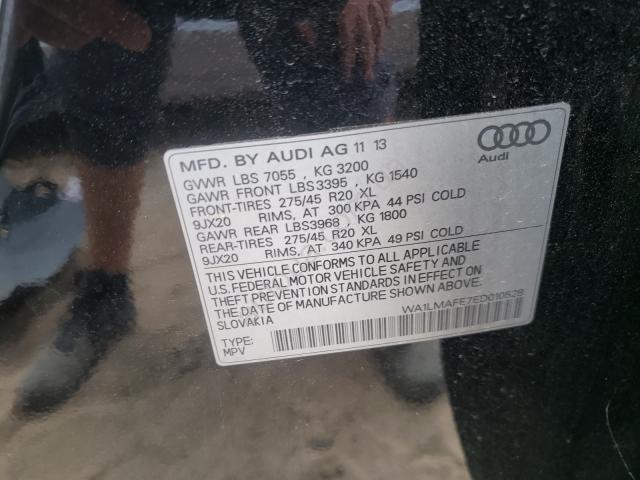 MFD. BY AUDI AG 11 13
GVWR LBS 7055 , KG 3200
GAWR FRONT LBS3395 , KG 1540
FRONT-TIRES 275/45 R20 XL
9JX20 RIMS, AT 300 KPA 44 PSI COLD
GAWR REAR LBS3968 , KG 1800
REAR-TIRES 275/45 R20 XL
9JX20 RIMS, AT 340 KPA 49 PSI COLD
THIS VEHICLE CONFORMS TO ALL APPLICABLE
U.S. FEDERAL MOTOR VEHICLE SAFETY AND
THEFT PREVENTION STANDARDS IN EFFECT ON
THE DATE OF MANUFACTURE SHOWN ABOVE.
SLOVAKIA
WA1LMAFE7ED010528
TYPE:
MPV
Audi